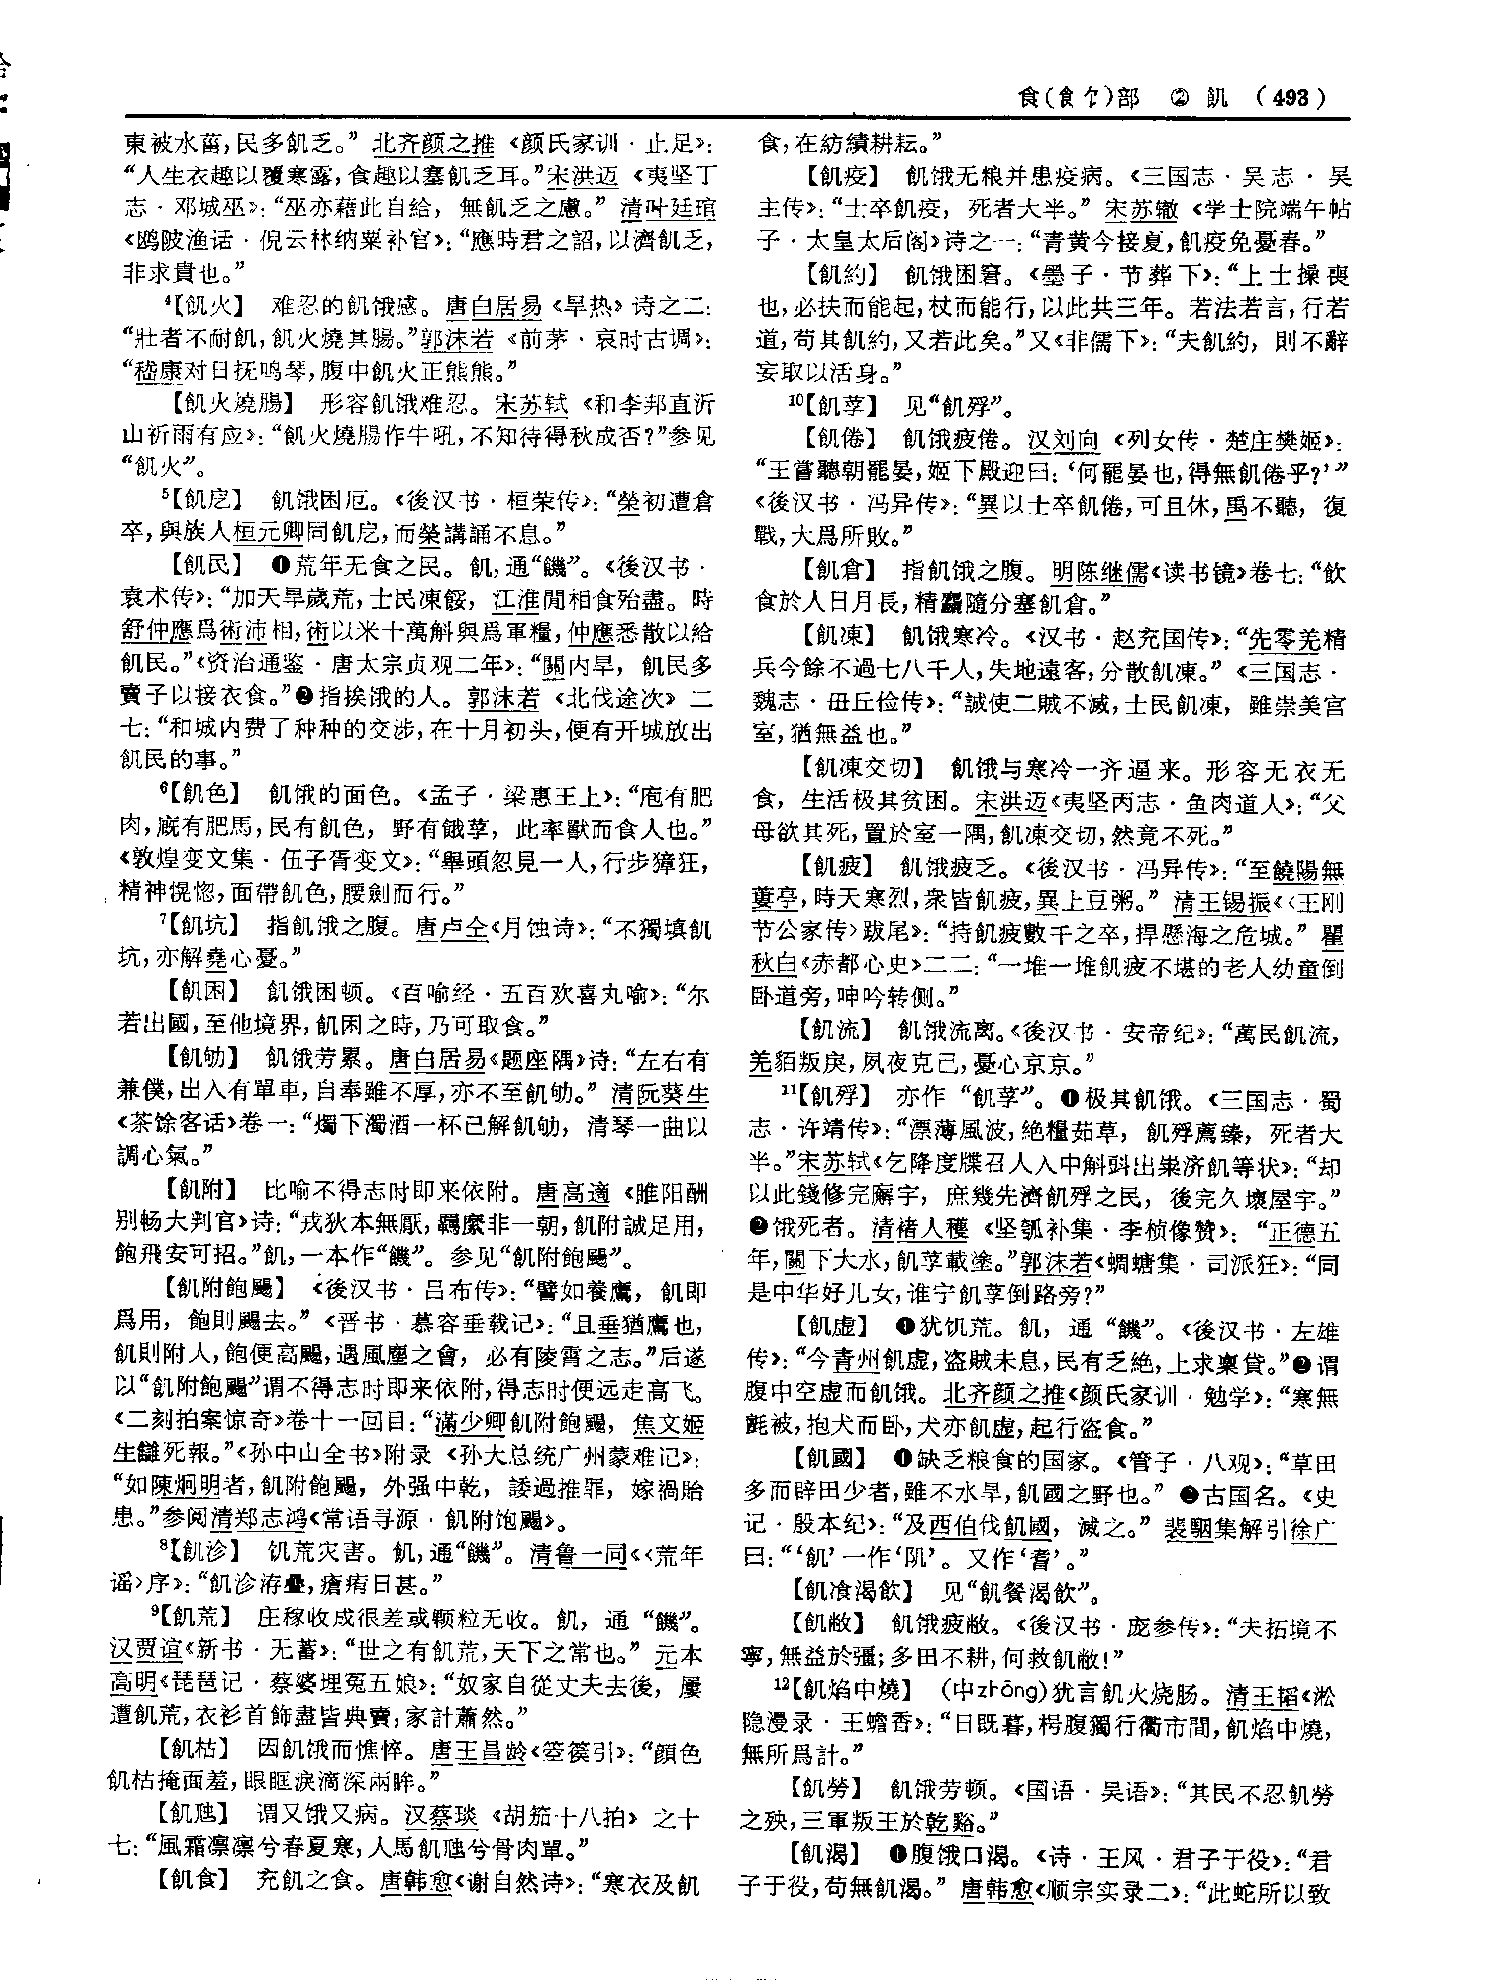 食(飠饣)部 ② 飢 (493)
東被水菑,民多飢乏。”北齐颜之推《颜氏家训·止足》:
“人生衣趣以覆寒露,食趣以塞飢乏耳。”宋洪迈《夷坚丁
志·邓城巫》:“巫亦藉此自給,無飢乏之慮。”清叶廷琯
《鸥陂渔话·倪云林纳粟补官》:“應時君之詔,以濟飢乏,
非求貴也。”
⁴【飢火】 难忍的飢饿感。唐白居易《旱热》诗之二:
“壯者不耐飢,飢火燒其腸。”郭沫若《前茅·哀时古调》:
“嵇康对日抚鸣琴,腹中飢火正熊熊。”
【飢火燒腸】 形容飢饿难忍。宋苏轼《和李邦直沂
山祈雨有应》:“飢火燒腸作牛吼,不知待得秋成否?”参见
“飢火”。
⁵【飢戹】 飢饿困厄。《後汉书·桓荣传》:“榮初遭倉
卒,與族人桓元卿同飢戹,而榮講誦不息。”
【飢民】 ❶荒年无食之民。飢,通“饑”。《後汉书·
袁术传》:“加天旱歲荒,士民凍餒,江淮閒相食殆盡。時
舒仲應爲術沛相,術以米十萬斛與爲軍糧,仲應悉散以給
飢民。”《资治通鉴·唐太宗贞观二年》:“關内旱,飢民多
賣子以接衣食。”❷指挨饿的人。郭沫若《北伐途次》二
七:“和城内费了种种的交涉,在十月初头,便有开城放出
飢民的事。”
⁶【飢色】 飢饿的面色。《孟子·梁惠王上》:“庖有肥
肉,廄有肥馬,民有飢色,野有餓莩,此率獸而食人也。”
《敦煌变文集·伍子胥变文》:“舉頭忽見一人,行步獐狂,
精神愰惚,面帶飢色,腰劍而行。”
⁷【飢坑】 指飢饿之腹。唐卢仝《月蚀诗》:“不獨填飢
坑,亦解堯心憂。”
【飢困】 飢饿困顿。《百喻经·五百欢喜丸喻》:“尔
若出國,至他境界,飢困之時,乃可取食。”
【飢劬】 飢饿劳累。唐白居易《题座隅》诗:“左右有
兼僕,出入有單車,自奉雖不厚,亦不至飢劬。”清阮葵生
《茶馀客话》卷一:“燭下濁酒一杯已解飢劬,清琴一曲以
調心氣。”
【飢附】 比喻不得志时即来依附。唐高適《睢阳酬
别畅大判官》诗:“戎狄本無厭,羈縻非一朝,飢附誠足用,
飽飛安可招。”飢,一本作“饑”。参见“飢附飽颺”。
【飢附飽颺】 《後汉书·吕布传》:“譬如養鷹,飢即
爲用,飽則颺去。”《晋书·慕容垂载记》:“且垂猶鷹也,
飢則附人,飽便高颺,遇風塵之會,必有陵霄之志。”后遂
以“飢附飽颺”谓不得志时即来依附,得志时便远走高飞。
《二刻拍案惊奇》卷十一回目:“滿少卿飢附飽颺,焦文姬
生讎死報。”《孙中山全书》附录《孙大总统广州蒙难记》:
“如陳炯明者,飢附飽颺,外强中乾,諉過推罪,嫁禍貽
患。”参阅清郑志鸿《常语寻源·飢附饱颺》。
⁸【飢沴】 饥荒灾害。飢,通“饑”。清鲁一同《〈荒年
谣〉序》:“飢沴洊疊,瘡痏日甚。”
⁹【飢荒】 庄稼收成很差或颗粒无收。飢,通“饑”。
汉贾谊《新书·无蓄》:“世之有飢荒,天下之常也。”元本
高明《琵琶记·蔡婆埋冤五娘》:“奴家自從丈夫去後,屢
遭飢荒,衣衫首飾盡皆典賣,家計蕭然。”
【飢枯】 因飢饿而憔悴。唐王昌龄《箜篌引》:“顔色
飢枯掩面羞,眼眶淚滴深兩眸。”
【飢虺】 谓又饿又病。汉蔡琰《胡笳十八拍》之十
七:“風霜凛凛兮春夏寒,人馬飢虺兮骨肉單。”
【飢食】 充飢之食。唐韩愈《谢自然诗》:“寒衣及飢
食,在紡績耕耘。”
【飢疫】 飢饿无粮并患疫病。《三国志·吴志·吴
主传》:“士卒飢疫,死者大半。”宋苏辙《学士院端午帖
子·太皇太后阁》诗之一:“青黄今接夏,飢疫免憂春。”
【飢約】 飢饿困窘。《墨子·节葬下》:“上士操喪
也,必扶而能起,杖而能行,以此共三年。若法若言,行若
道,苟其飢約,又若此矣。”又《非儒下》:“夫飢約,則不辭
妄取以活身。”
¹⁰【飢莩】 见“飢殍”。
【飢倦】 飢饿疲倦。汉刘向《列女传·楚庄樊姬》:
“王嘗聽朝罷晏,姬下殿迎曰:‘何罷晏也,得無飢倦乎?’”
《後汉书·冯异传》:“異以士卒飢倦,可且休,禹不聽,復
戰,大爲所敗。”
【飢倉】 指飢饿之腹。明陈继儒《读书镜》卷七:“飲
食於人日月長,精麤隨分塞飢倉。”
【飢凍】 飢饿寒冷。《汉书·赵充国传》:“先零羌精
兵今餘不過七八千人,失地遠客,分散飢凍。”《三国志·
魏志·毌丘俭传》:“誠使二賊不滅,士民飢凍,雖崇美宫
室,猶無益也。”
【飢凍交切】 飢饿与寒冷一齐逼来。形容无衣无
食,生活极其贫困。宋洪迈《夷坚丙志·鱼肉道人》:“父
母欲其死,置於室一隅,飢凍交切,然竟不死。”
【飢疲】 飢饿疲乏。《後汉书·冯异传》:“至饒陽無
蔞亭,時天寒烈,衆皆飢疲,異上豆粥。”清王锡振《〈王刚
节公家传〉跋尾》:“持飢疲數千之卒,捍懸海之危城。”瞿
秋白《赤都心史》二二:“一堆一堆飢疲不堪的老人幼童倒
卧道旁,呻吟转侧。”
【飢流】 飢饿流离。《後汉书·安帝纪》:“萬民飢流,
羌貊叛戾,夙夜克己,憂心京京。”
¹¹【飢殍】 亦作“飢莩”。❶极其飢饿。《三国志·蜀
志·许靖传》:“漂薄風波,绝糧茹草,飢殍薦臻,死者大
半。”宋苏轼《乞降度牒召人入中斛㪷出粜济飢等状》:“却
以此錢修完廨宇,庶幾先濟飢殍之民,後完久壞屋宇。”
❷饿死者。清褚人穫《坚瓠补集·李桢像赞》:“正德五
年,關下大水,飢莩載塗。”郭沫若《蜩螗集·司派狂》:“同
是中华好儿女,谁宁飢莩倒路旁?”
【飢虚】 ❶犹饥荒。飢,通“饑”。《後汉书·左雄
传》:“今青州飢虚,盗贼未息,民有乏絶,上求稟貸。”❷谓
腹中空虚而飢饿。北齐颜之推《颜氏家训·勉学》:“寒無
氈被,抱犬而卧,犬亦飢虚,起行盗食。”
【飢國】 ❶缺乏粮食的国家。《管子·八观》:“草田
多而辟田少者,雖不水旱,飢國之野也。”❷古国名。《史
记·殷本纪》:“及西伯伐飢國,滅之。”裴駰集解引徐广
曰:“‘飢’一作‘阢’。又作‘耆’。”
【飢飡渴飲】 见“飢餐渴飲”。
【飢敝】 飢饿疲敝。《後汉书·庞参传》:“夫拓境不
寧,無益於彊;多田不耕,何救飢敝!”
¹²【飢焰中燒】 (中zhōng)犹言飢火烧肠。清王韬《淞
隐漫录·王蟾香》:“日既暮,枵腹獨行衢市間,飢焰中燒,
無所爲計。”
【飢勞】 飢饿劳顿。《国语·吴语》:“其民不忍飢勞
之殃,三軍叛王於乾谿。”
【飢渴】 ❶腹饿口渴。《诗·王风·君子于役》:“君
子于役,苟無飢渴。”唐韩愈《顺宗实录二》:“此蛇所以致